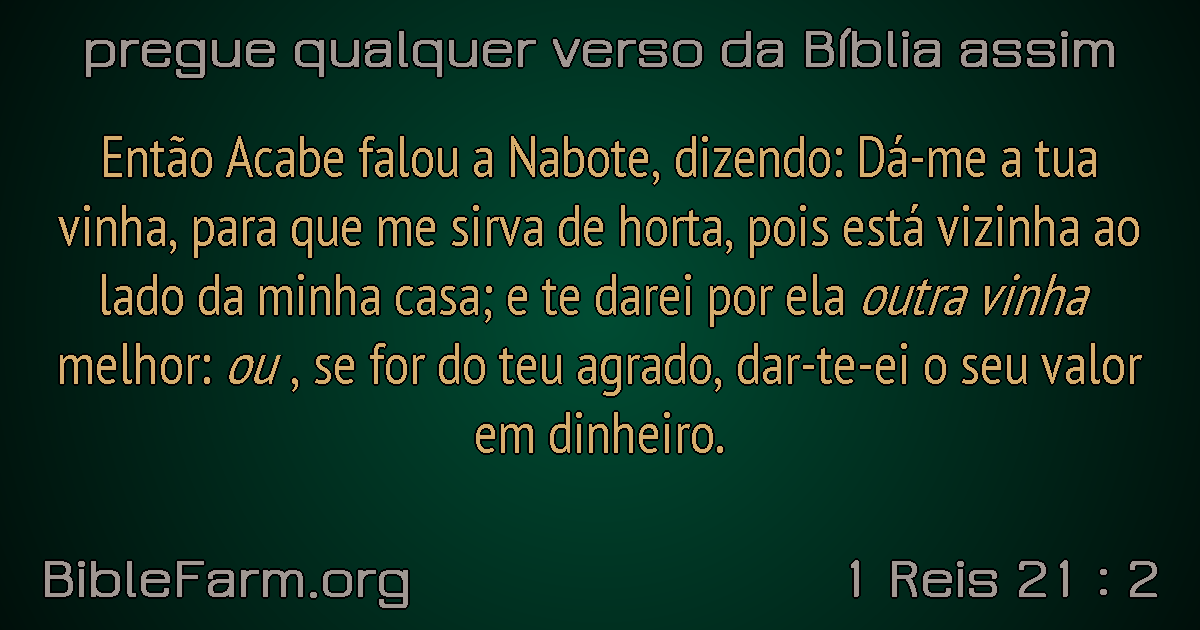 pregue qualquer verso da Bíblia assim
Então Acabe falou a Nabote, dizendo: Dá-me a tua
vinha, para que me sirva de horta, pois está vizinha ao
lado da minha casa; e te darei por ela outra vinha
melhor: ou , se for do teu agrado, dar-te-ei o seu valor
em dinheiro.
BibleFarm.org
1 Reis 21 : 2